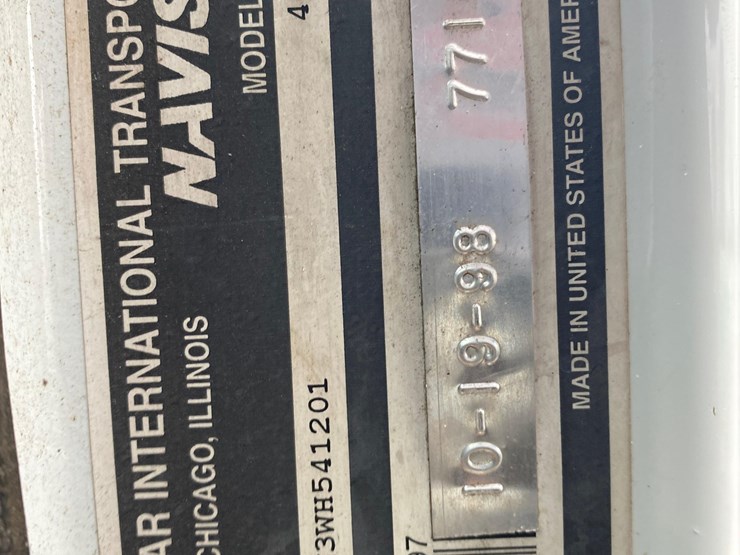 AR INTERNATIONAL TRANSPO
NAVIS
CHICAGO, ILLINOIS
MODEL
3WH541201
4
97
10-19-98 771
MADE IN UNITED STATES OF AMER